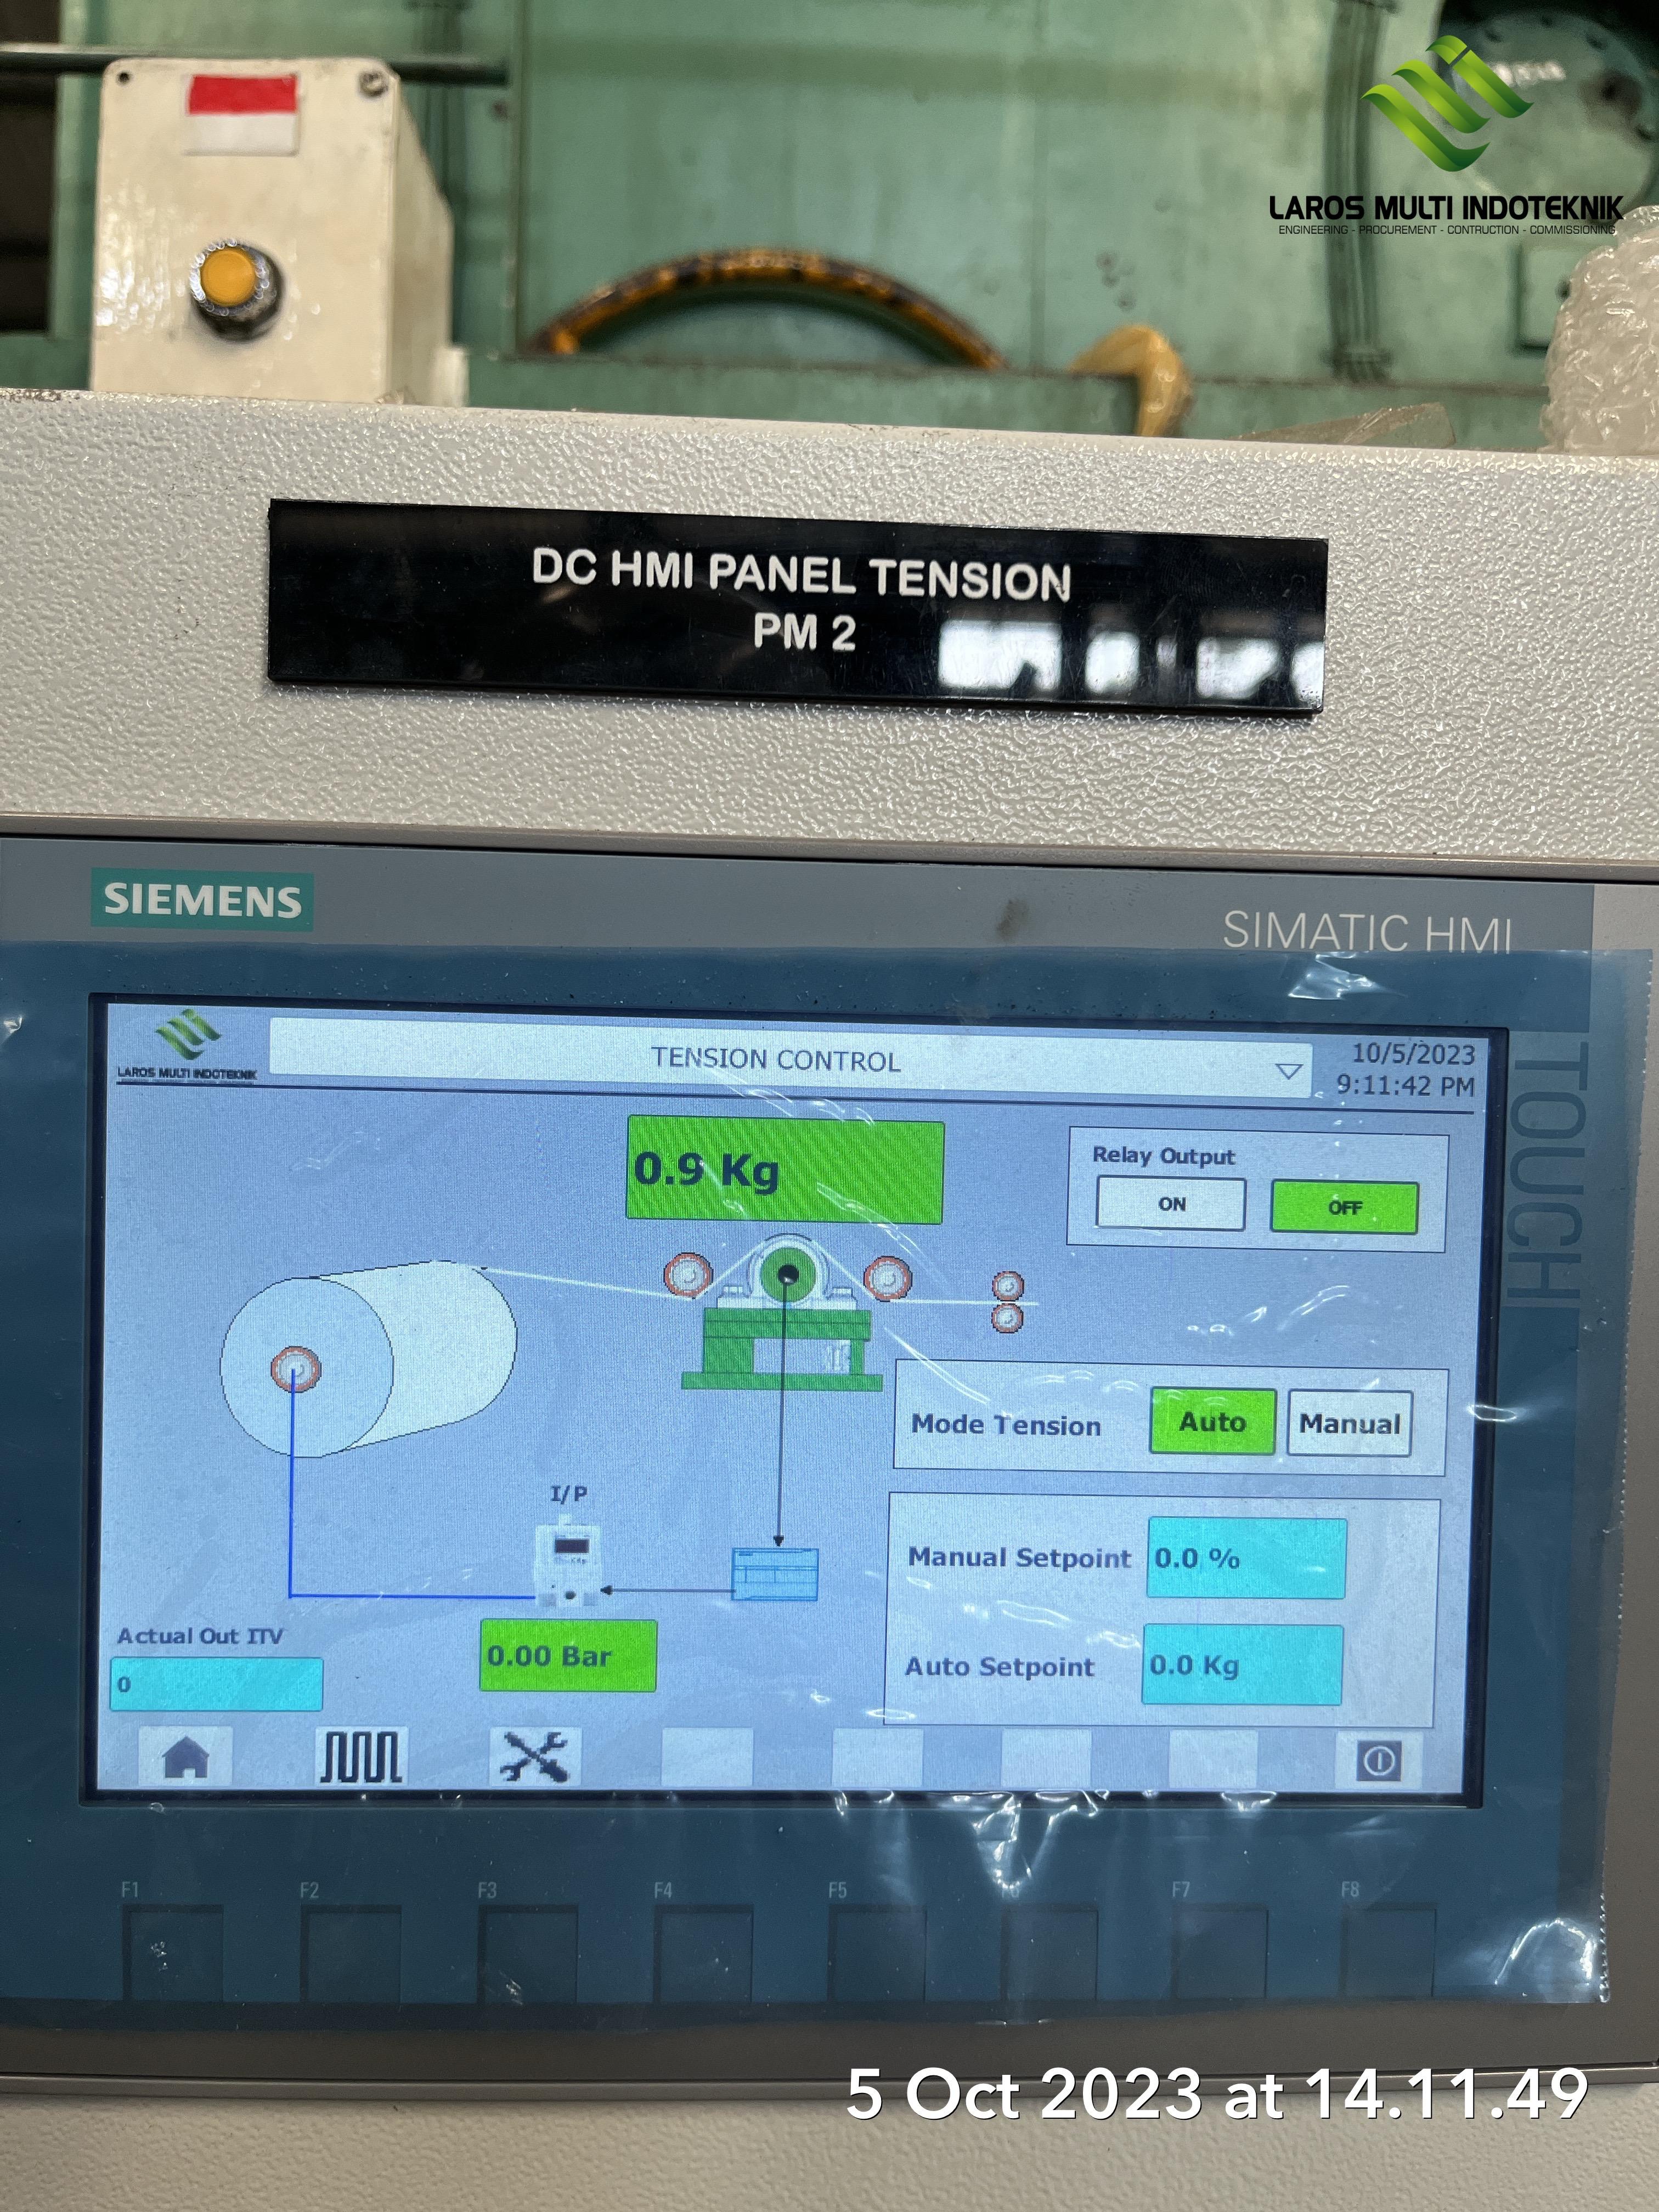 LAROS MULTI INDOTEKNIK
ENGINEERING - PROCUREMENT - CONTRUCTION - COMMISSIONING
DC HMI PANEL TENSION
PM 2
SIEMENS
SIMATIC HMI
TOUCH
LAROS MULTI INDOTEKNIK
TENSION CONTROL
10/5/2023
9:11:42 PM
0.9 Kg
Relay Output
ON
OFF
Mode Tension
Auto
Manual
I/P
Manual Setpoint
0.0 %
Auto Setpoint
0.0 Kg
Actual Out ITV
0
0.00 Bar
F1
F2
F3
F4
F5
F7
F8
5 Oct 2023 at 14.11.49